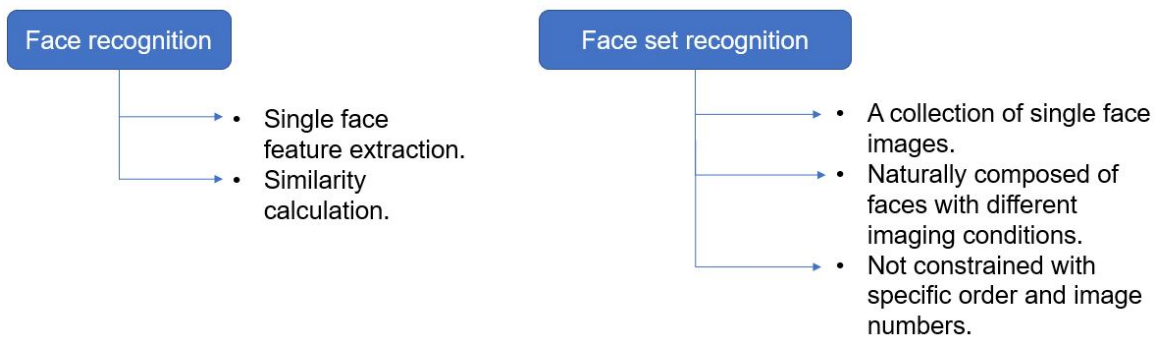 Face recognition
• Single face
feature extraction.
• Similarity
calculation.
Face set recognition
• A collection of single face
images.
• Naturally composed of
faces with different
imaging conditions.
• Not constrained with
specific order and image
numbers.